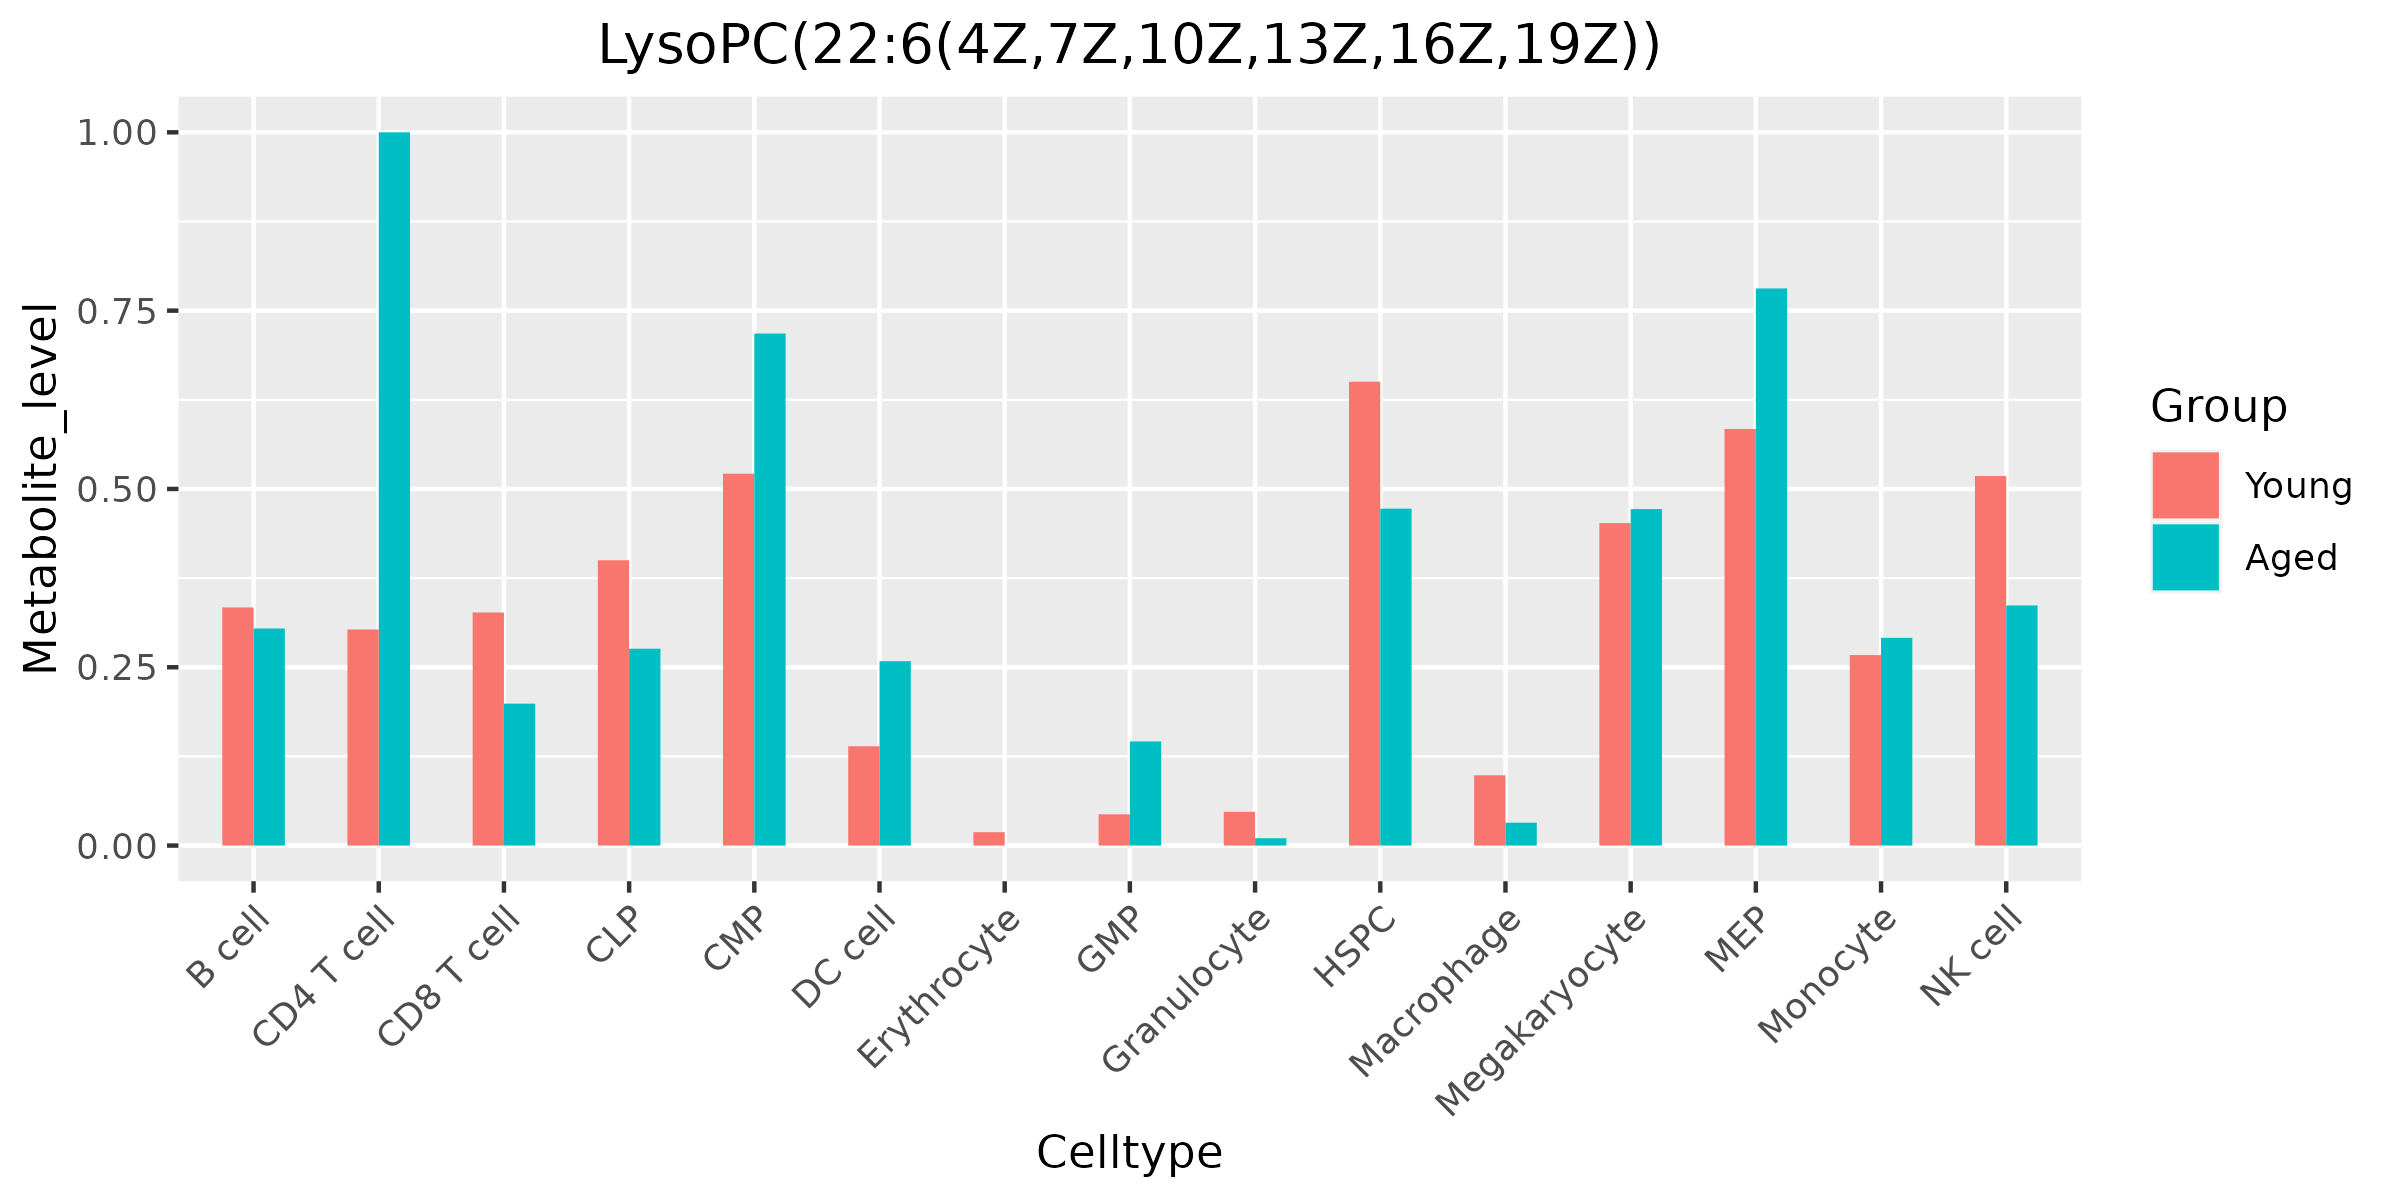 LysoPC(22:6(4Z,7Z,10Z,13Z,16Z,19Z))
Metabolite_level
1.00
0.75
0.50
0.25
0.00
B cell
CD4 T cell
CD8 T cell
CLP
CMP
DC cell
Erythrocyte
GMP
Granulocyte
HSPC
Macrophage
Megakaryocyte
MEP
Monocyte
NK cell
Celltype
Group
Young
Aged